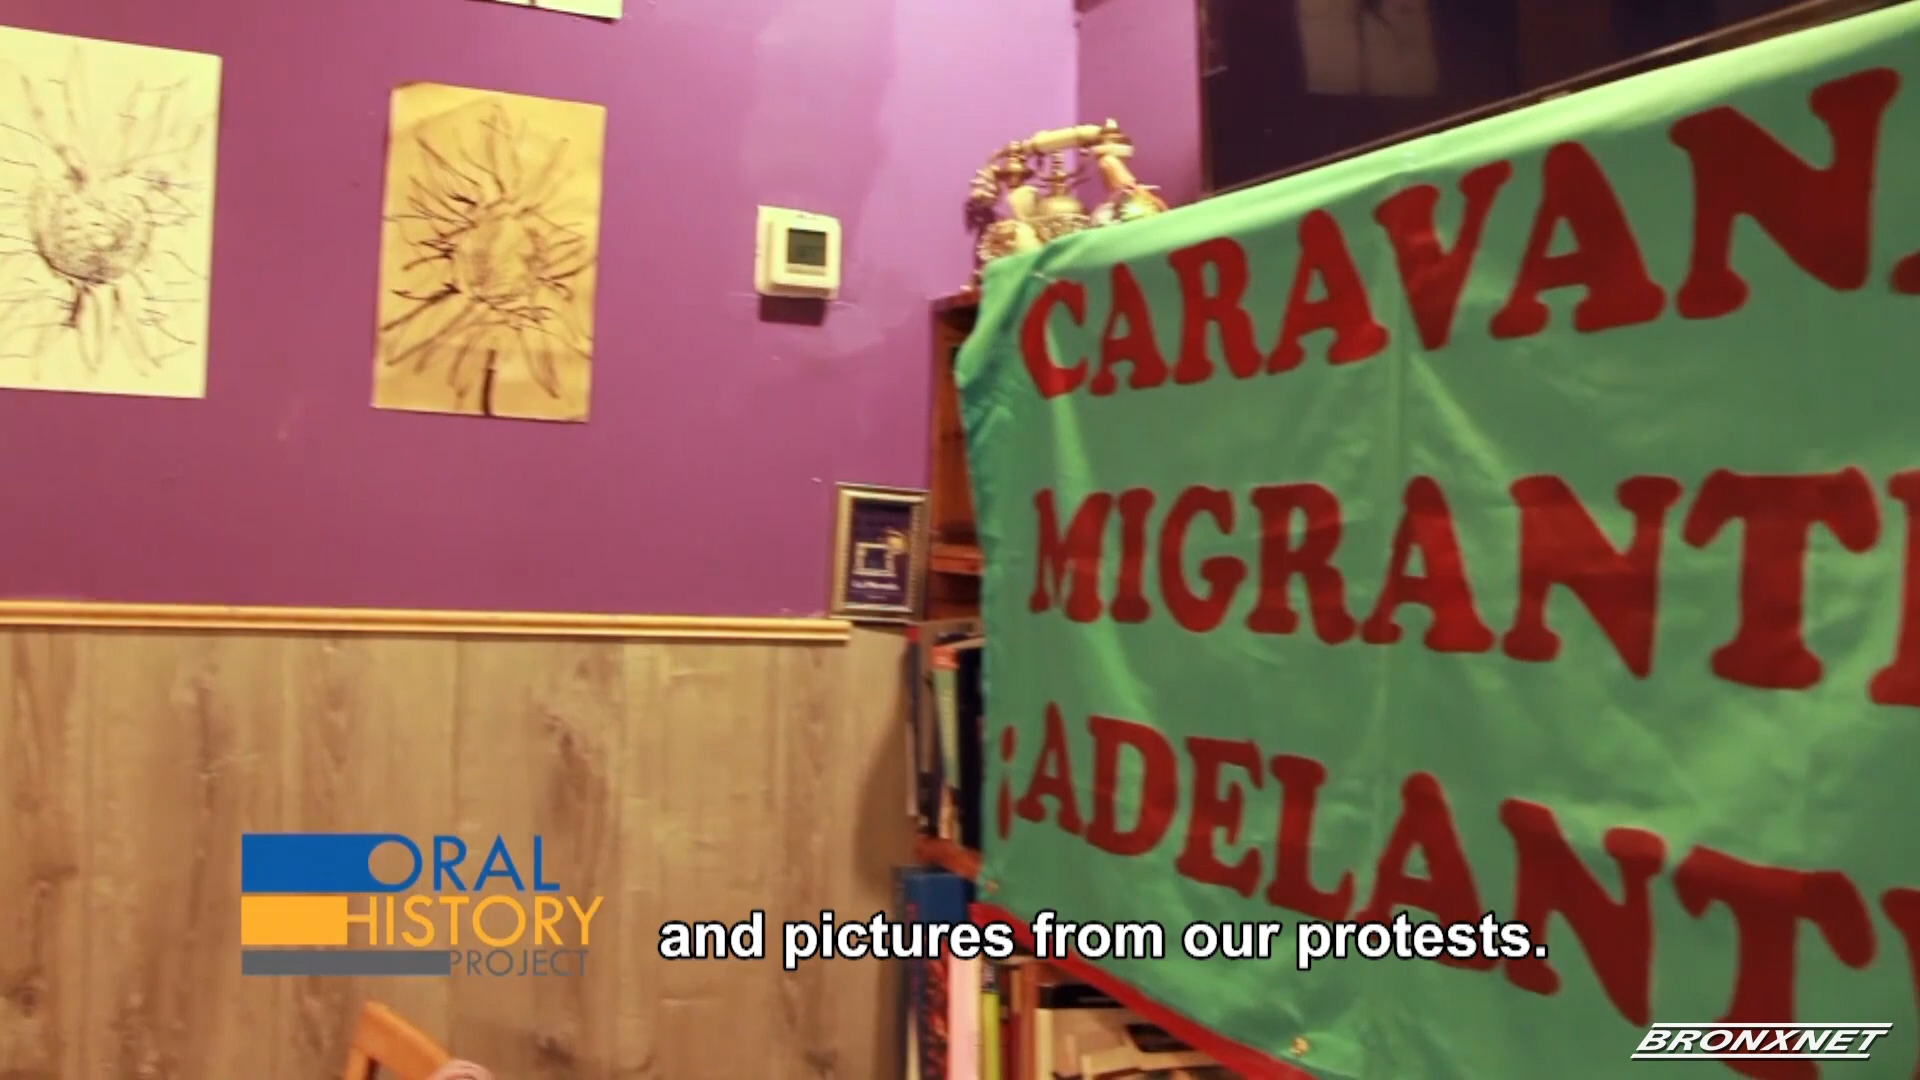 CARAVAN
MIGRANT
¡ADELANT
ORAL
HISTORY
PROJECT
and pictures from our protests.
BRONXNET